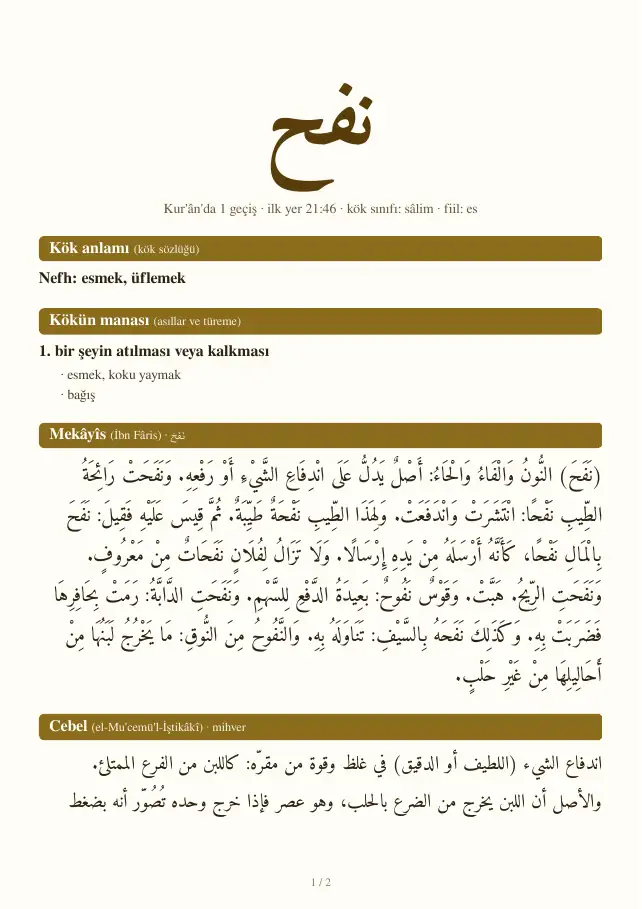 نفح
Kur'ân'da 1 geçiş · ilk yer 21:46 · kök sınıfı: sâlim · fiil: es
Kök anlamı (kök sözlüğü)
Nefh: esmek, üflemek
Kökün manası (asıllar ve türeme)
1. bir şeyin atılması veya kalkması
· esmek, koku yaymak
· bağış
Mekâyîs (İbn Fâris) · نَفَحَ
(نَفَحَ) النُّونُ وَالْفَاءُ وَالْحَاءُ: أَصْلٌ يَدُلُّ عَلَى انْدِفَاعِ الشَّيْءِ أَوْ رَفْعِهِ. وَنَفَحَتْ رَائِحَةُ
الطِّيبِ نَفْحًا: انْتَشَرَتْ وَانْدَفَعَتْ. وَلِهَذَا الطِّيبِ نَفْحَةٌ طَيِّبَةٌ. ثُمَّ قِيسَ عَلَيْهِ فَقِيلَ: نَفَحَ
بِالْمَالِ نَفْحًا، كَأَنَّهُ أَرْسَلَهُ مِنْ يَدِهِ إِرْسَالًا. وَلَا تَزَالُ لِفُلَانٍ نَفَحَاتٌ مِنْ مَعْرُوفٍ.
وَنَفَحَتِ الرِّيحُ. هَبَّتْ. وَقَوْسٌ نَفُوحٌ: بَعِيدَةُ الدَّفْعِ لِلسَّهْمِ. وَنَفَحَتِ الدَّابَّةُ: رَمَتْ بِحَافِرِهَا
فَضَرَبَتْ بِهِ. وَكَذَلِكَ نَفَحَهُ بِالسَّيْفِ: تَنَاوَلَهُ بِهِ. وَالنَّفُوحُ مِنَ النُّوقِ: مَا يَخْرُجُ لَبَنُهَا مِنْ
أَحَالِيلِهَا مِنْ غَيْرِ حَلْبٍ.
Cebel (el-Mu'cemü'l-İştikâkî) · mihver
اندفاع الشيء (اللطيف أو الدقيق) في غلظ وقوة من مقرّه: كاللبن من الفرع الممتلئ.
والأصل أن اللبن يخرج من الضرع بالحلب، وهو عصر فإذا خرج وحده تُصُوّر أنه بضغط
1 / 2